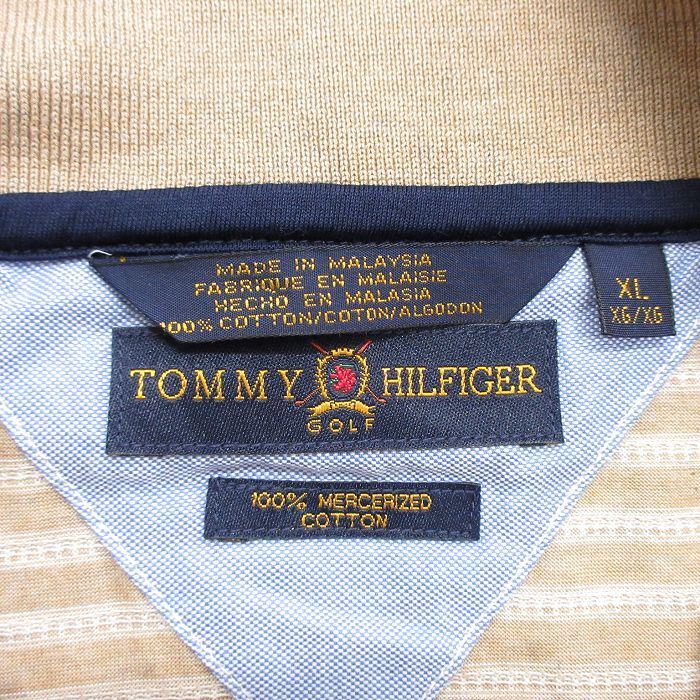 MADE IN MALAYSIA
FABRIQUE EN MALAISIE
HECHO EN MALASIA
100% COTTON/COTON/ALGODON
XL
XG/XG
TOMMY HILFIGER
GOLF
100% MERCERIZED
COTTON